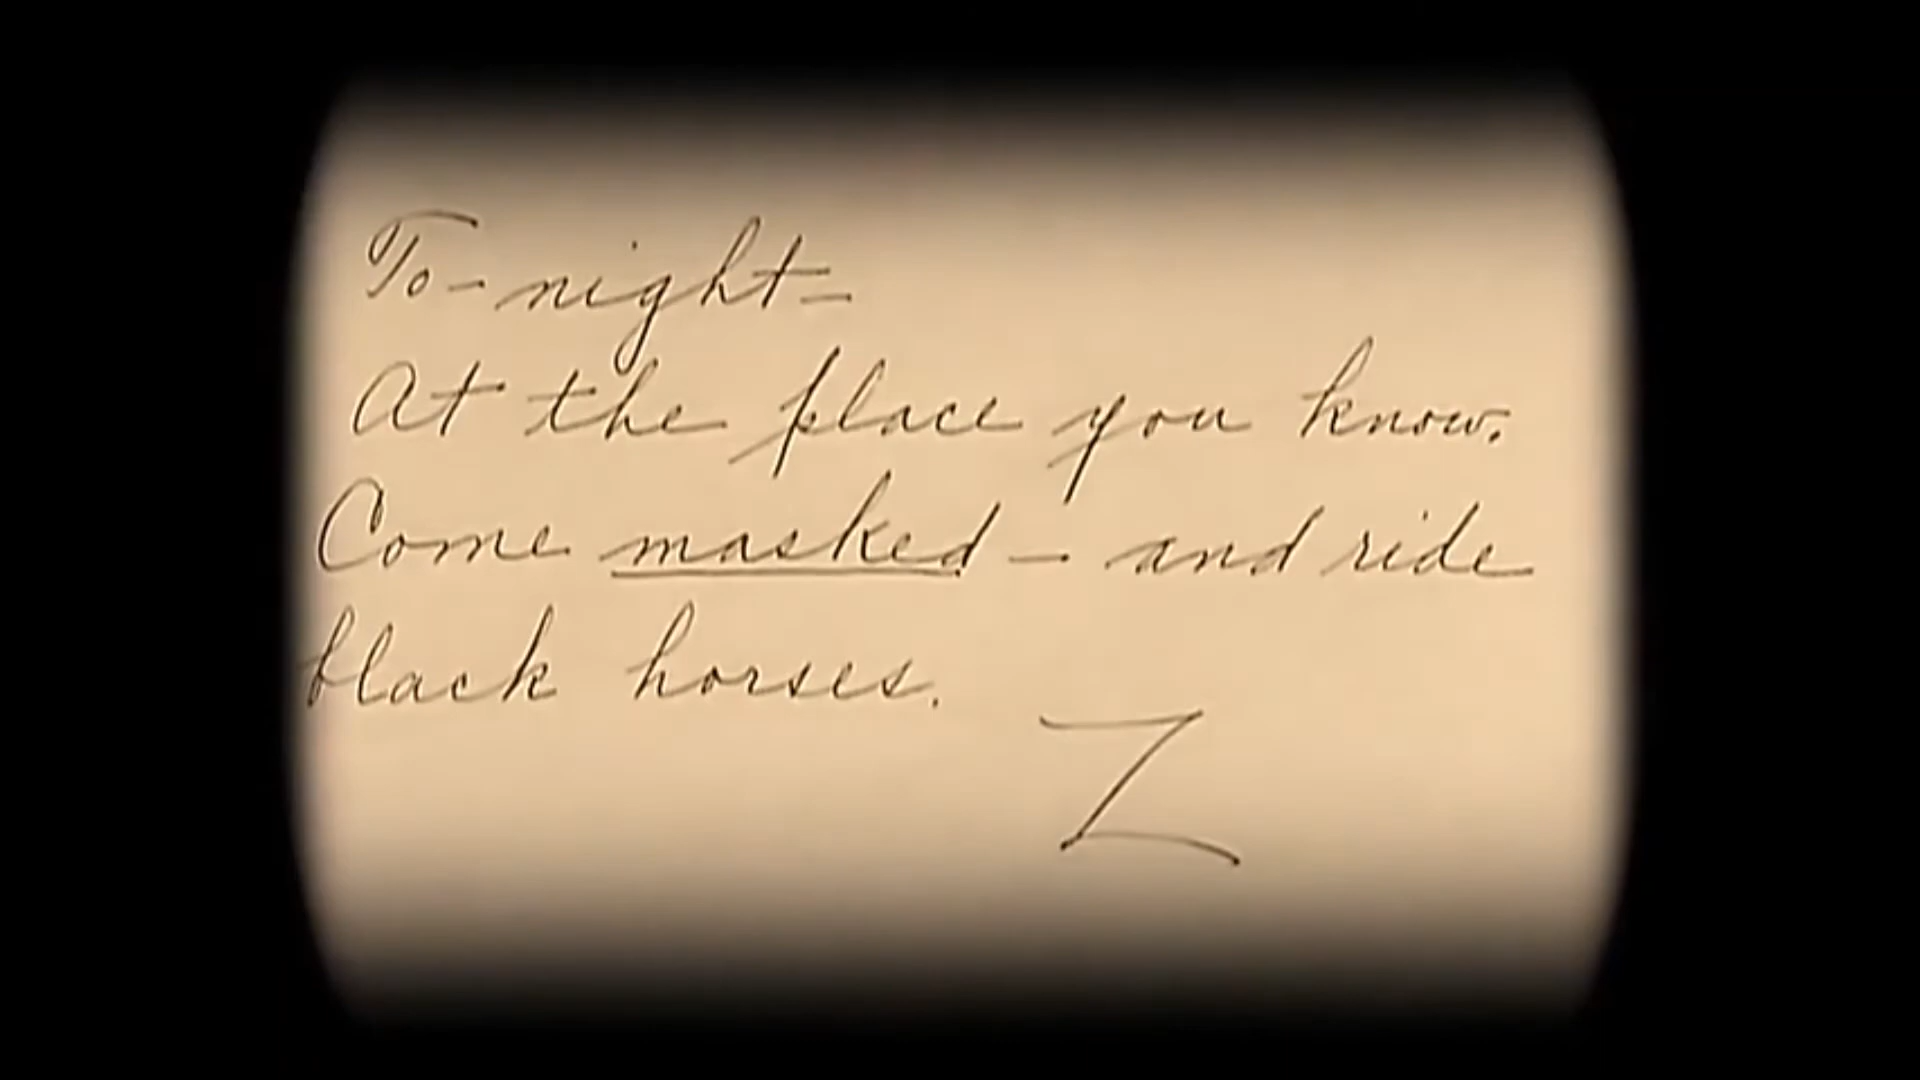 To-night-
At the place you know.
Come masked - and ride
black horses.
Z